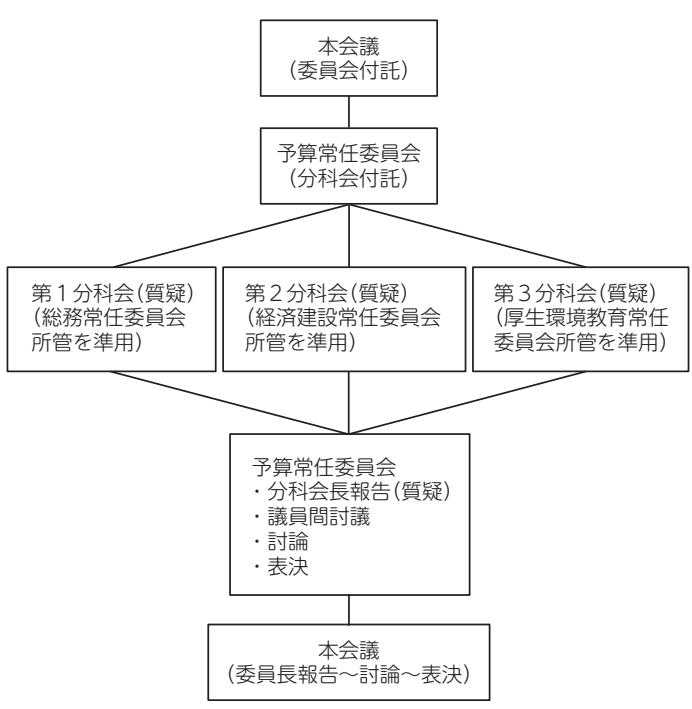 本会議
（委員会付託）
予算常任委員会
（分科会付託）
第１分科会（質疑）
（総務常任委員会
所管を準用）
第２分科会（質疑）
（経済建設常任委員会
所管を準用）
第３分科会（質疑）
（厚生環境教育常任
委員会所管を準用）
予算常任委員会
・分科会長報告（質疑）
・議員間討議
・討論
・表決
本会議
（委員長報告～討論～表決）